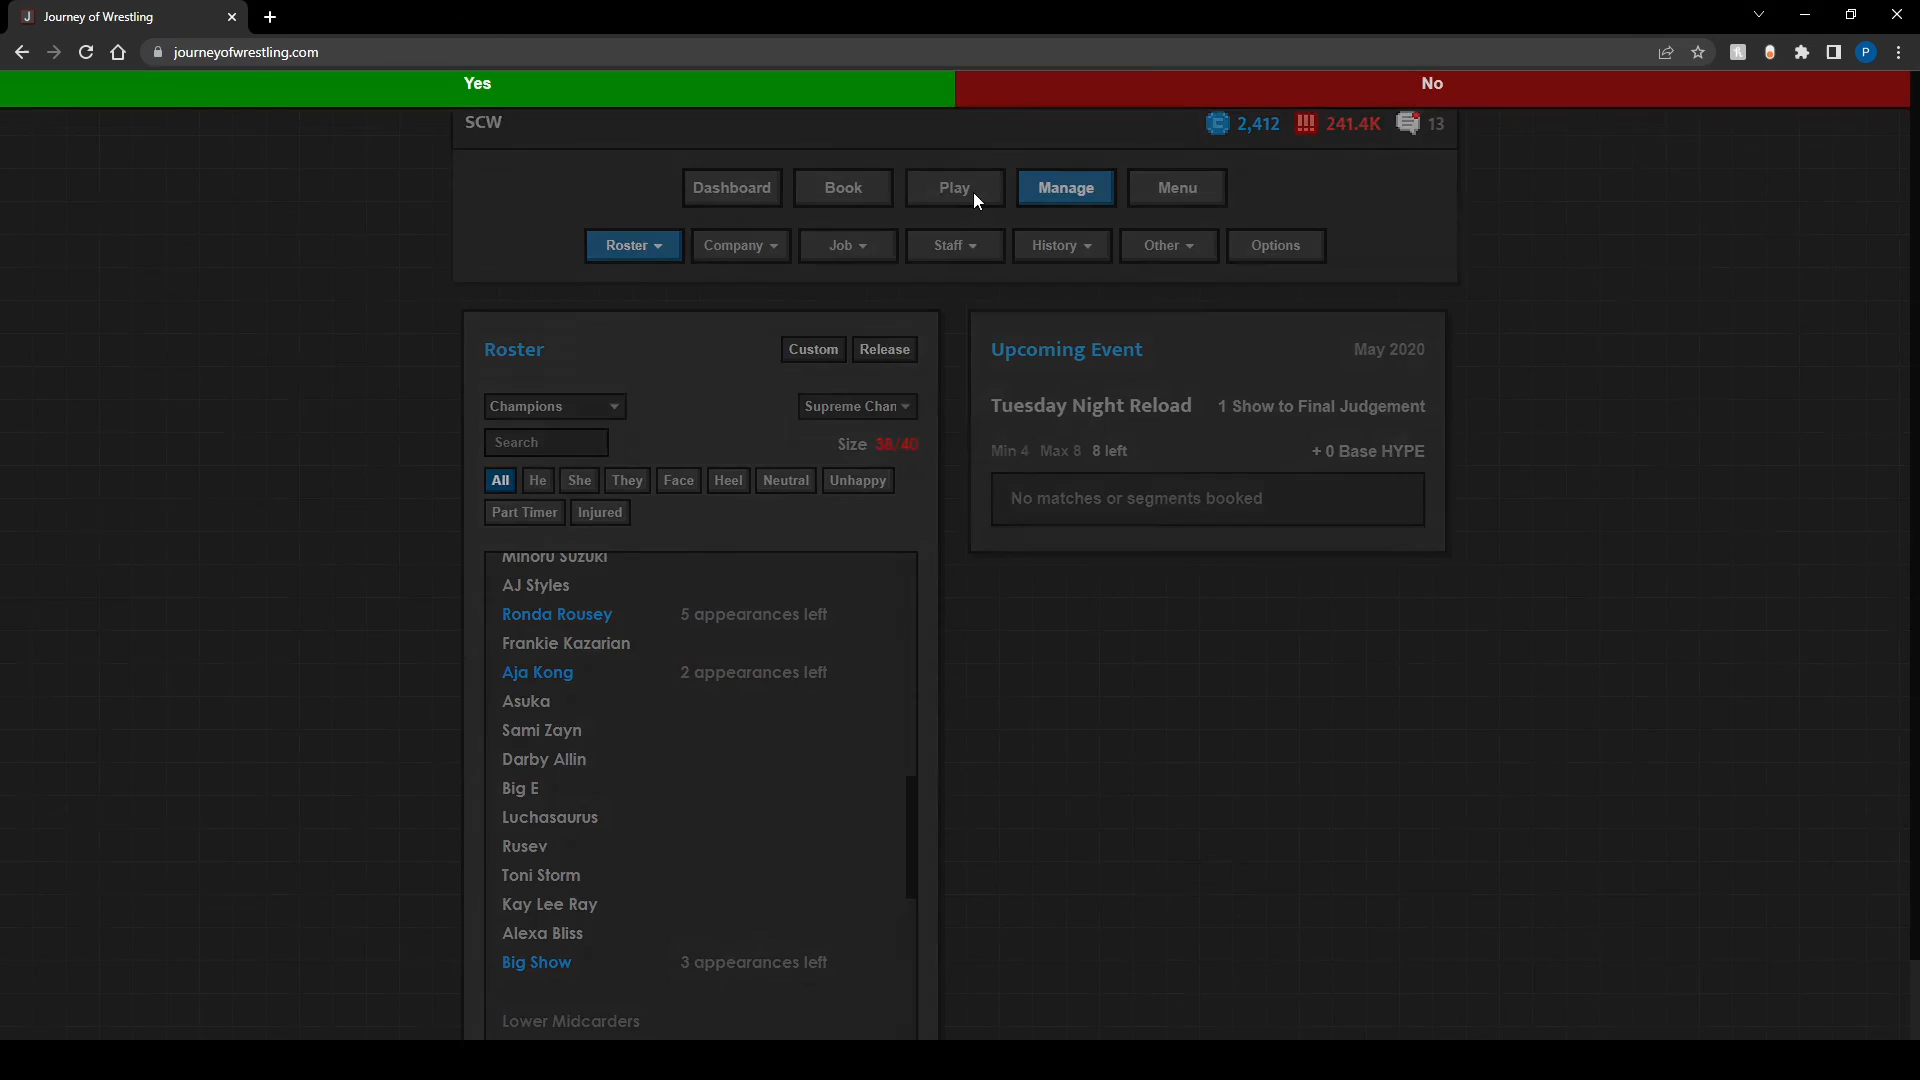 J Journey of Wrestling
journeyofwrestling.com
P
Yes No
SCW 2,412 241.4K 13
Dashboard Book Play Manage Menu
Roster Company Job Staff History Other Options
Roster Custom Release
Champions Supreme Chan
Search Size 38/40
All He She They Face Heel Neutral Unhappy
Part Timer Injured
Minoru Suzuki
AJ Styles
Ronda Rousey 5 appearances left
Frankie Kazarian
Aja Kong 2 appearances left
Asuka
Sami Zayn
Darby Allin
Big E
Luchasaurus
Rusev
Toni Storm
Kay Lee Ray
Alexa Bliss
Big Show 3 appearances left
Lower Midcarders
Upcoming Event May 2020
Tuesday Night Reload 1 Show to Final Judgement
Min 4 Max 8 8 left + 0 Base HYPE
No matches or segments booked